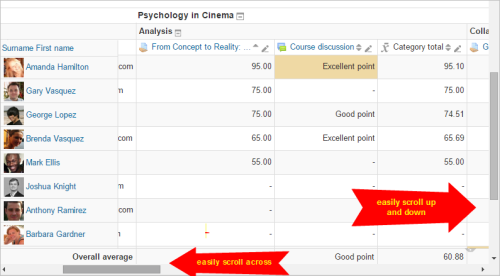 Psychology in Cinema
Analysis Colla
Surname First name From Concept to Reality: ... Course discussion Category total G
Amanda Hamilton com 95.00 Excellent point 95.10
Gary Vasquez 75.00 - 75.00
George Lopez 75.00 Good point 74.51
Brenda Vasquez com 65.00 Excellent point 65.69
Mark Ellis 55.00 - 55.00
Joshua Knight m - - -
Anthony Ramirez com - - -
Barbara Gardner m - -
easily scroll up
and down
Overall average Good point 60.88
easily scroll across